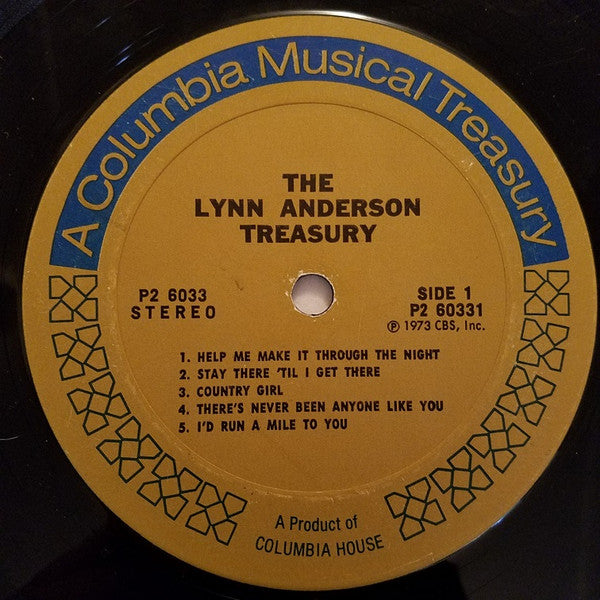 A Columbia Musical Treasury
THE
LYNN ANDERSON
TREASURY
P2 6033
STEREO
SIDE 1
P2 60331
℗ 1973 CBS, Inc.
1. HELP ME MAKE IT THROUGH THE NIGHT
2. STAY THERE 'TIL I GET THERE
3. COUNTRY GIRL
4. THERE'S NEVER BEEN ANYONE LIKE YOU
5. I'D RUN A MILE TO YOU
A Product of
COLUMBIA HOUSE